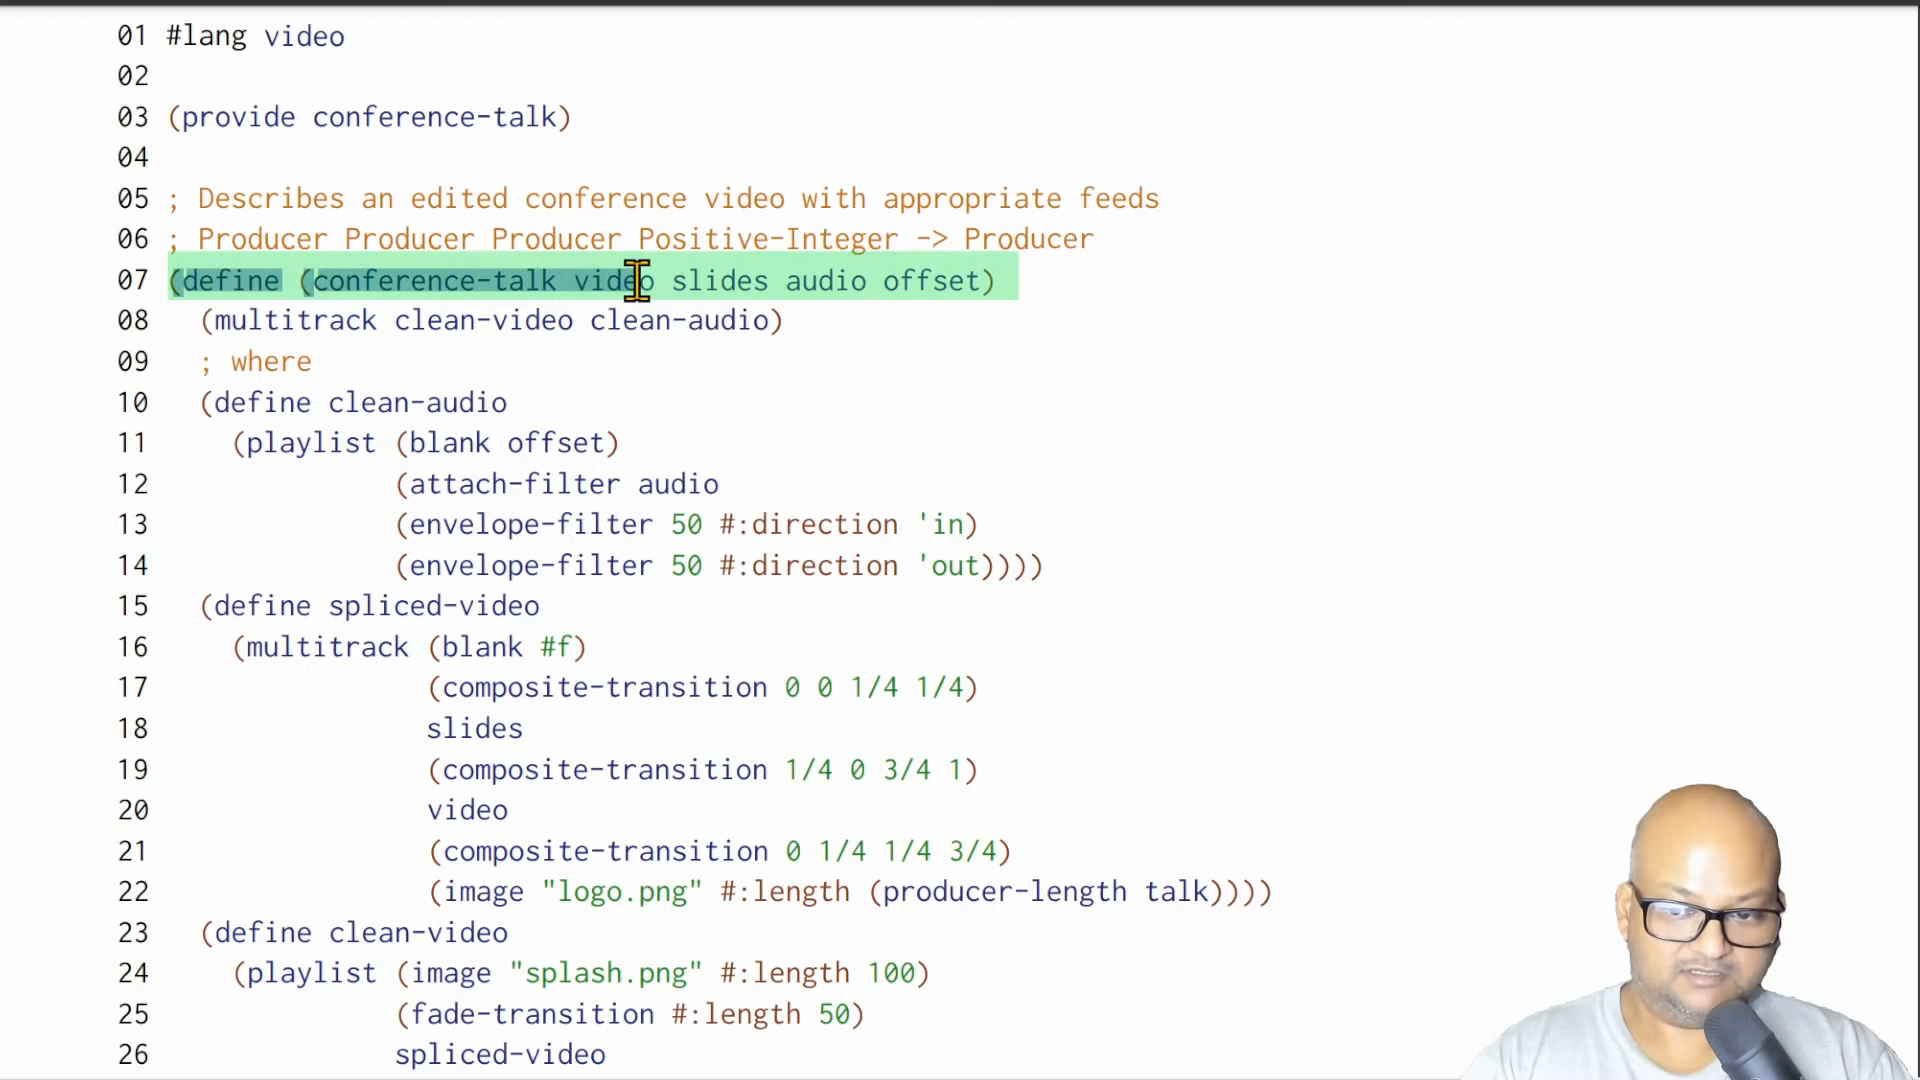 01 #lang video
02
03 (provide conference-talk)
04
05 ; Describes an edited conference video with appropriate feeds
06 ; Producer Producer Producer Positive-Integer -> Producer
07 (define (conference-talk video slides audio offset)
08 (multitrack clean-video clean-audio)
09 ; where
10 (define clean-audio
11 (playlist (blank offset)
12 (attach-filter audio
13 (envelope-filter 50 #:direction 'in)
14 (envelope-filter 50 #:direction 'out))))
15 (define spliced-video
16 (multitrack (blank #f)
17 (composite-transition 0 0 1/4 1/4)
18 slides
19 (composite-transition 1/4 0 3/4 1)
20 video
21 (composite-transition 0 1/4 1/4 3/4)
22 (image "logo.png" #:length (producer-length talk))))
23 (define clean-video
24 (playlist (image "splash.png" #:length 100)
25 (fade-transition #:length 50)
26 spliced-video